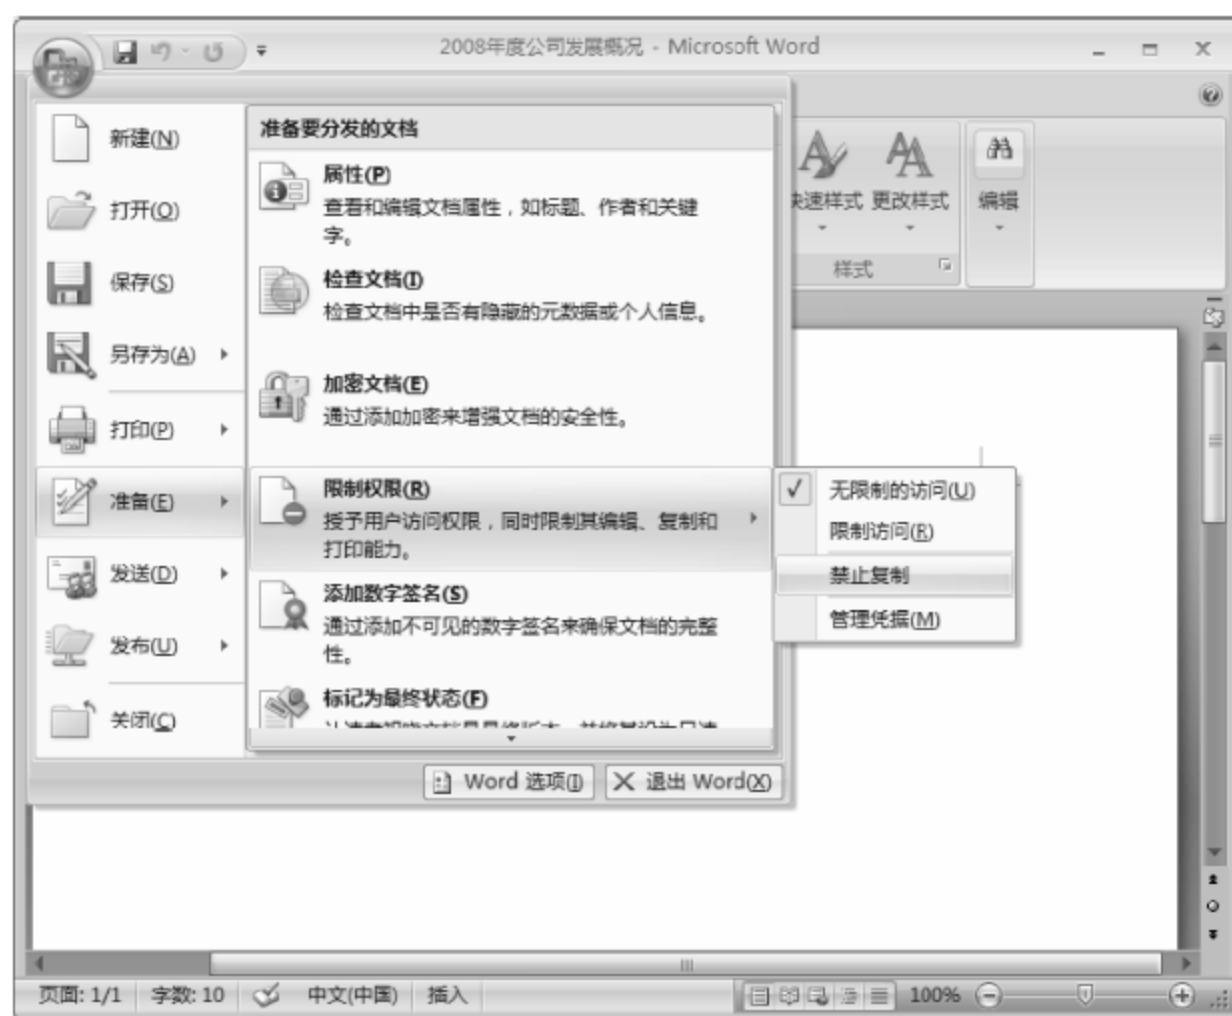 2008年度公司发展概况 - Microsoft Word
新建(N)
打开(O)
保存(S)
另存为(A)
打印(P)
准备(E)
发送(D)
发布(U)
关闭(C)
准备要分发的文档
属性(P)
查看和编辑文档属性，如标题、作者和关键
字。
检查文档(I)
检查文档中是否有隐藏的元数据或个人信息。
加密文档(E)
通过添加加密来增强文档的安全性。
限制权限(R)
授予用户访问权限，同时限制其编辑、复制和
打印能力。
添加数字签名(S)
通过添加不可见的数字签名来确保文档的完整
性。
标记为最终状态(F)
无限制的访问(U)
限制访问(R)
禁止复制
管理凭据(M)
快速样式 更改样式 编辑
样式
Word 选项(I) 退出 Word(X)
页面: 1/1 字数: 10 中文(中国) 插入 100%